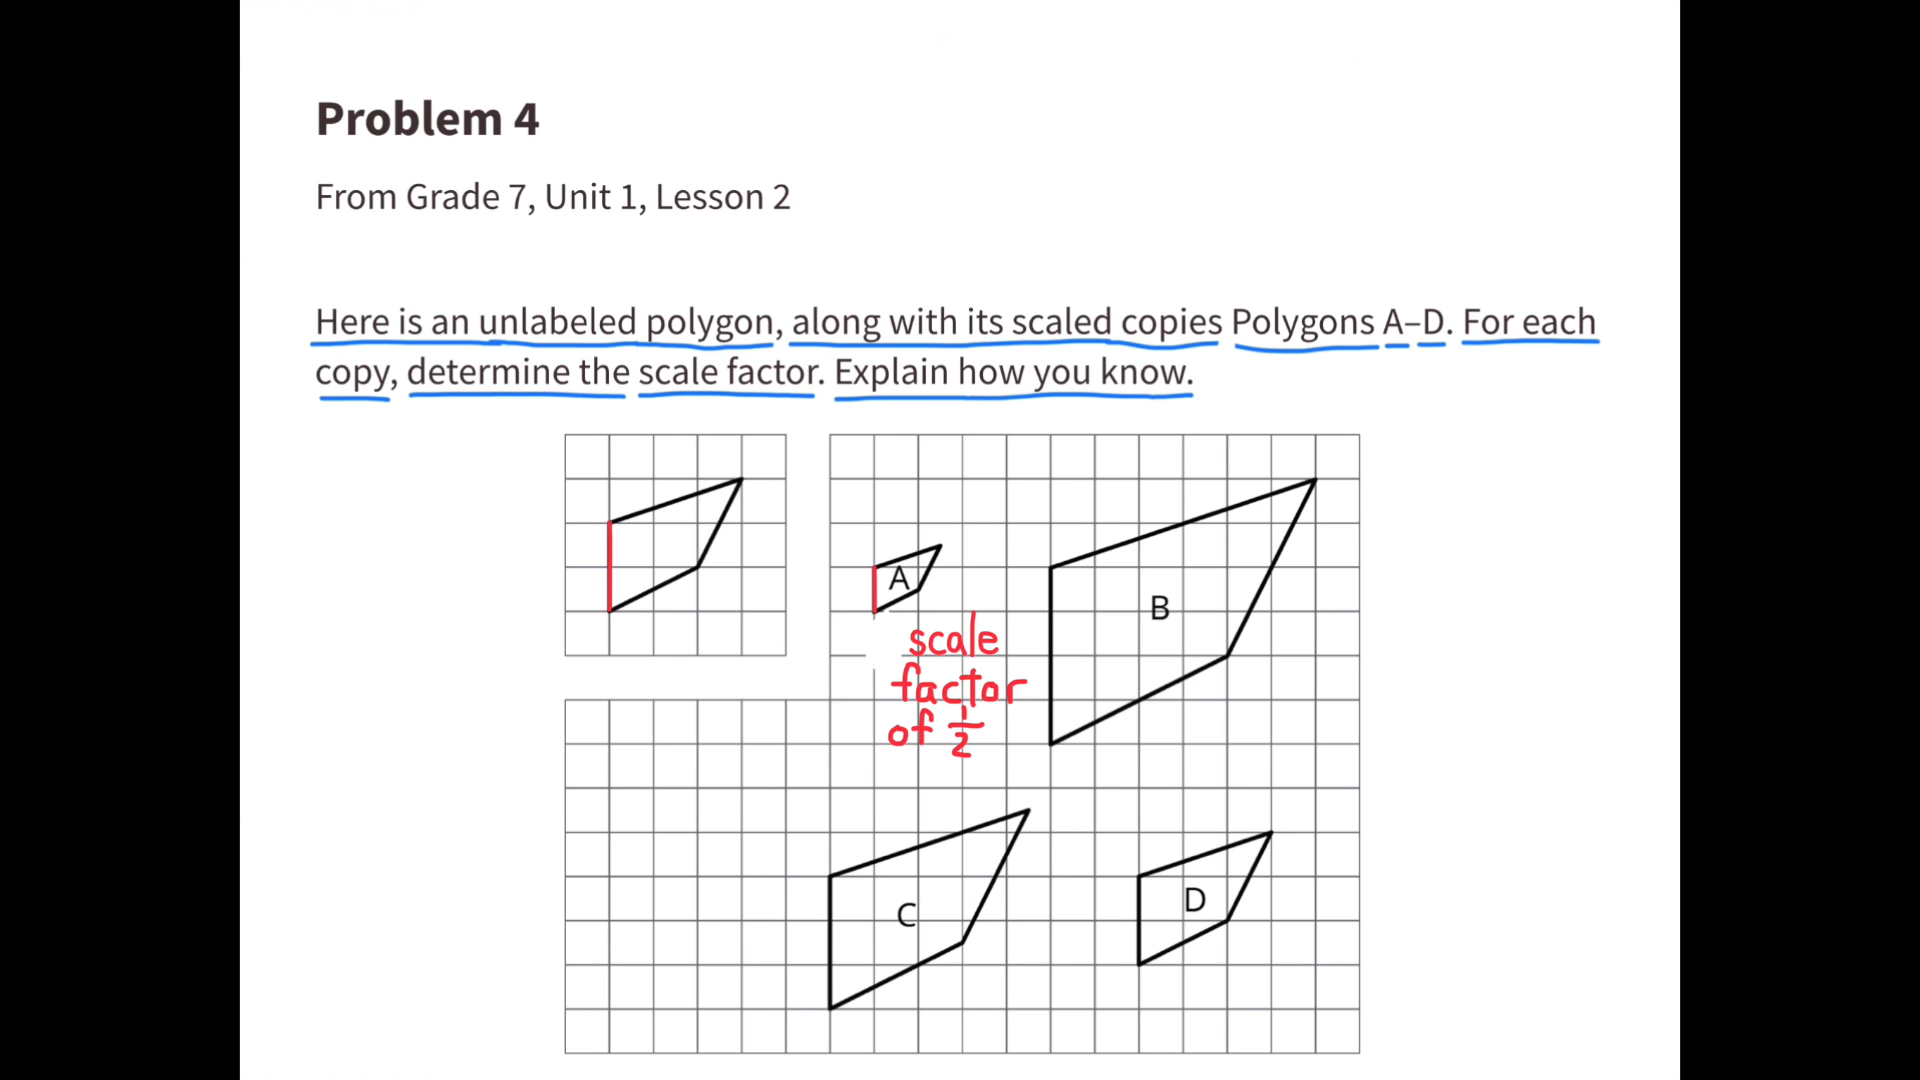 Problem 4
From Grade 7, Unit 1, Lesson 2
Here is an unlabeled polygon, along with its scaled copies Polygons A–D. For each
copy, determine the scale factor. Explain how you know.
A
B
scale
factor
of 1/2
C
D